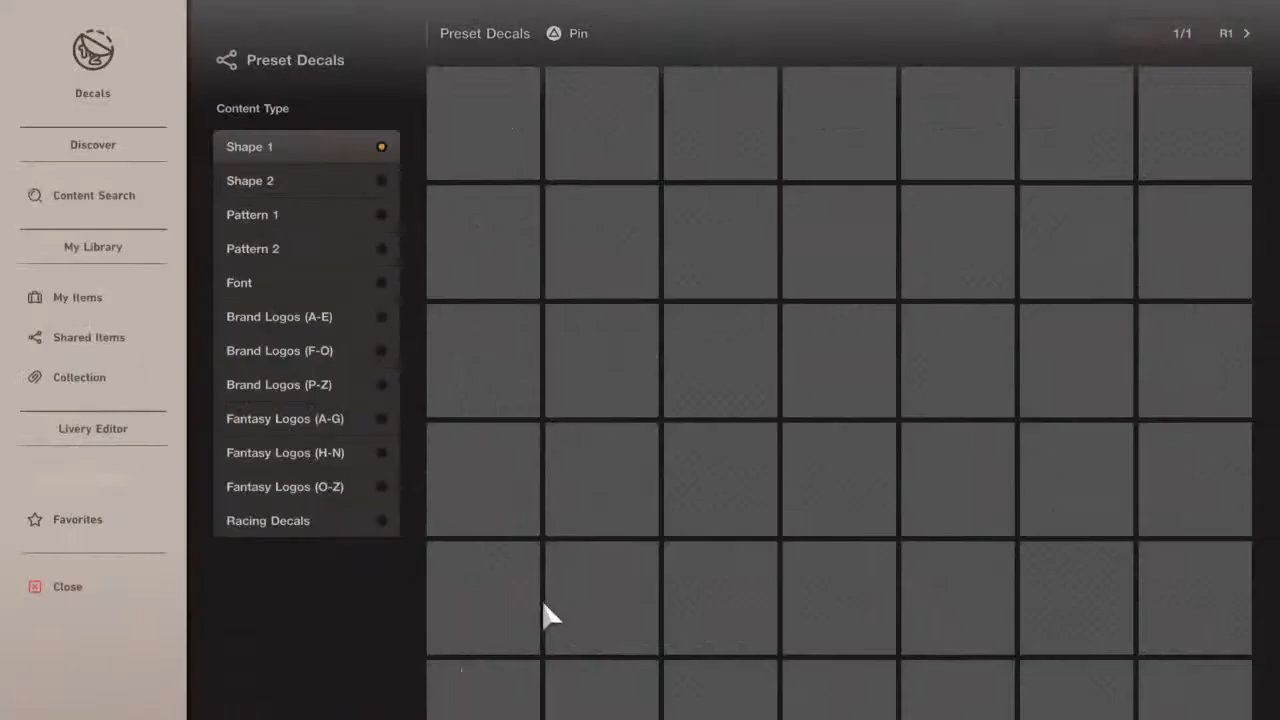 Decals
Discover
Content Search
My Library
My Items
Shared Items
Collection
Livery Editor
Favorites
Close
Preset Decals
Content Type
Shape 1
Shape 2
Pattern 1
Pattern 2
Font
Brand Logos (A-E)
Brand Logos (F-O)
Brand Logos (P-Z)
Fantasy Logos (A-G)
Fantasy Logos (H-N)
Fantasy Logos (O-Z)
Racing Decals
Preset Decals Pin
1/1 R1